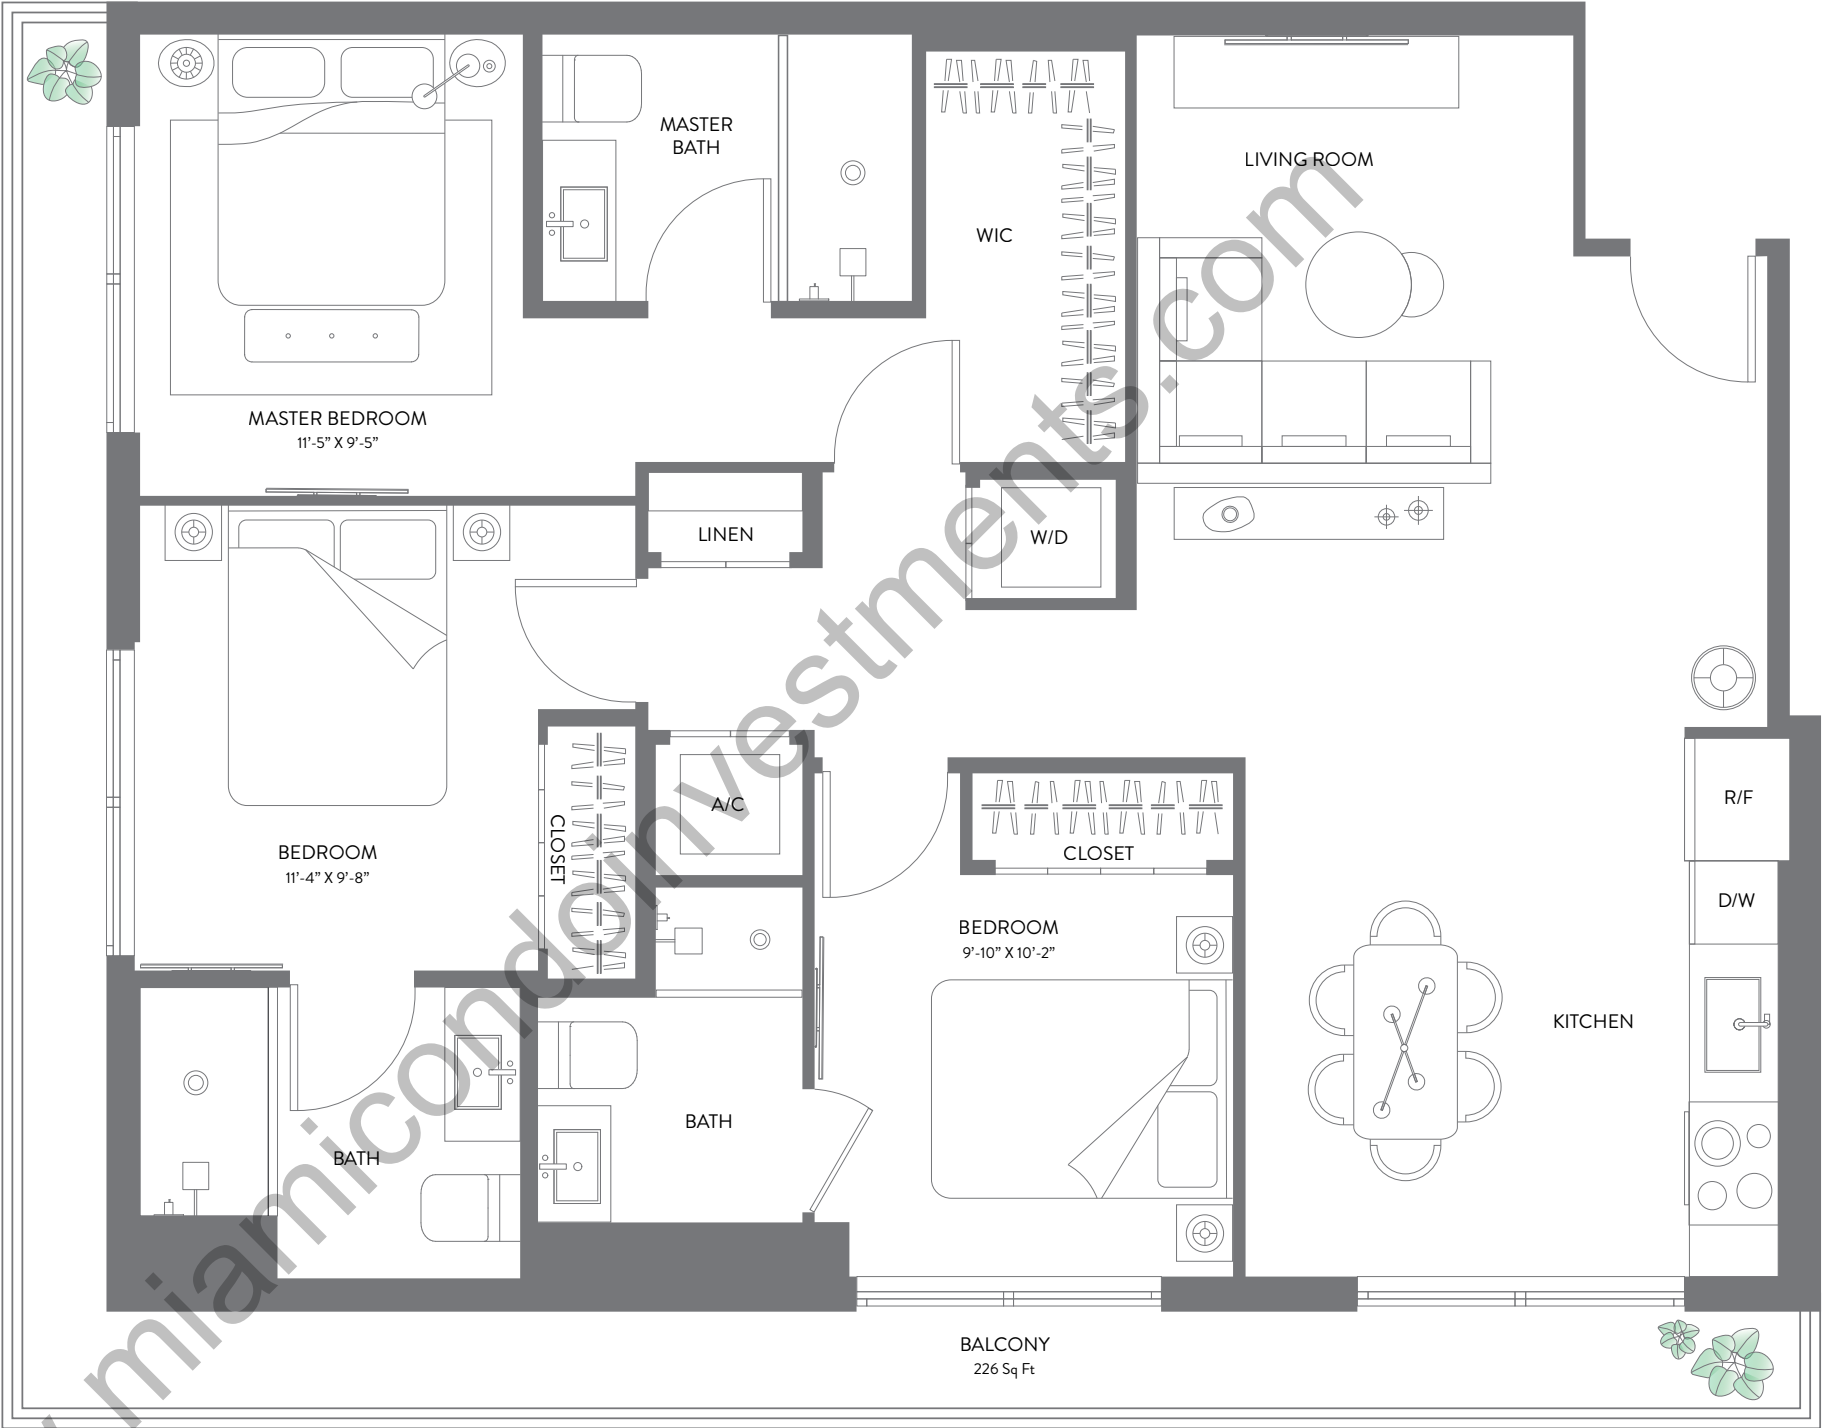 MASTER
BATH
LIVING ROOM
WIC
MASTER BEDROOM
11'-5" X 9'-5"
LINEN
W/D
A/C
R/F
CLOSET
BEDROOM
11'-4" X 9'-8"
CLOSET
D/W
BEDROOM
9'-10" X 10'-2"
KITCHEN
BATH
BATH
BALCONY
226 Sq Ft
miamicondoinvestments.com